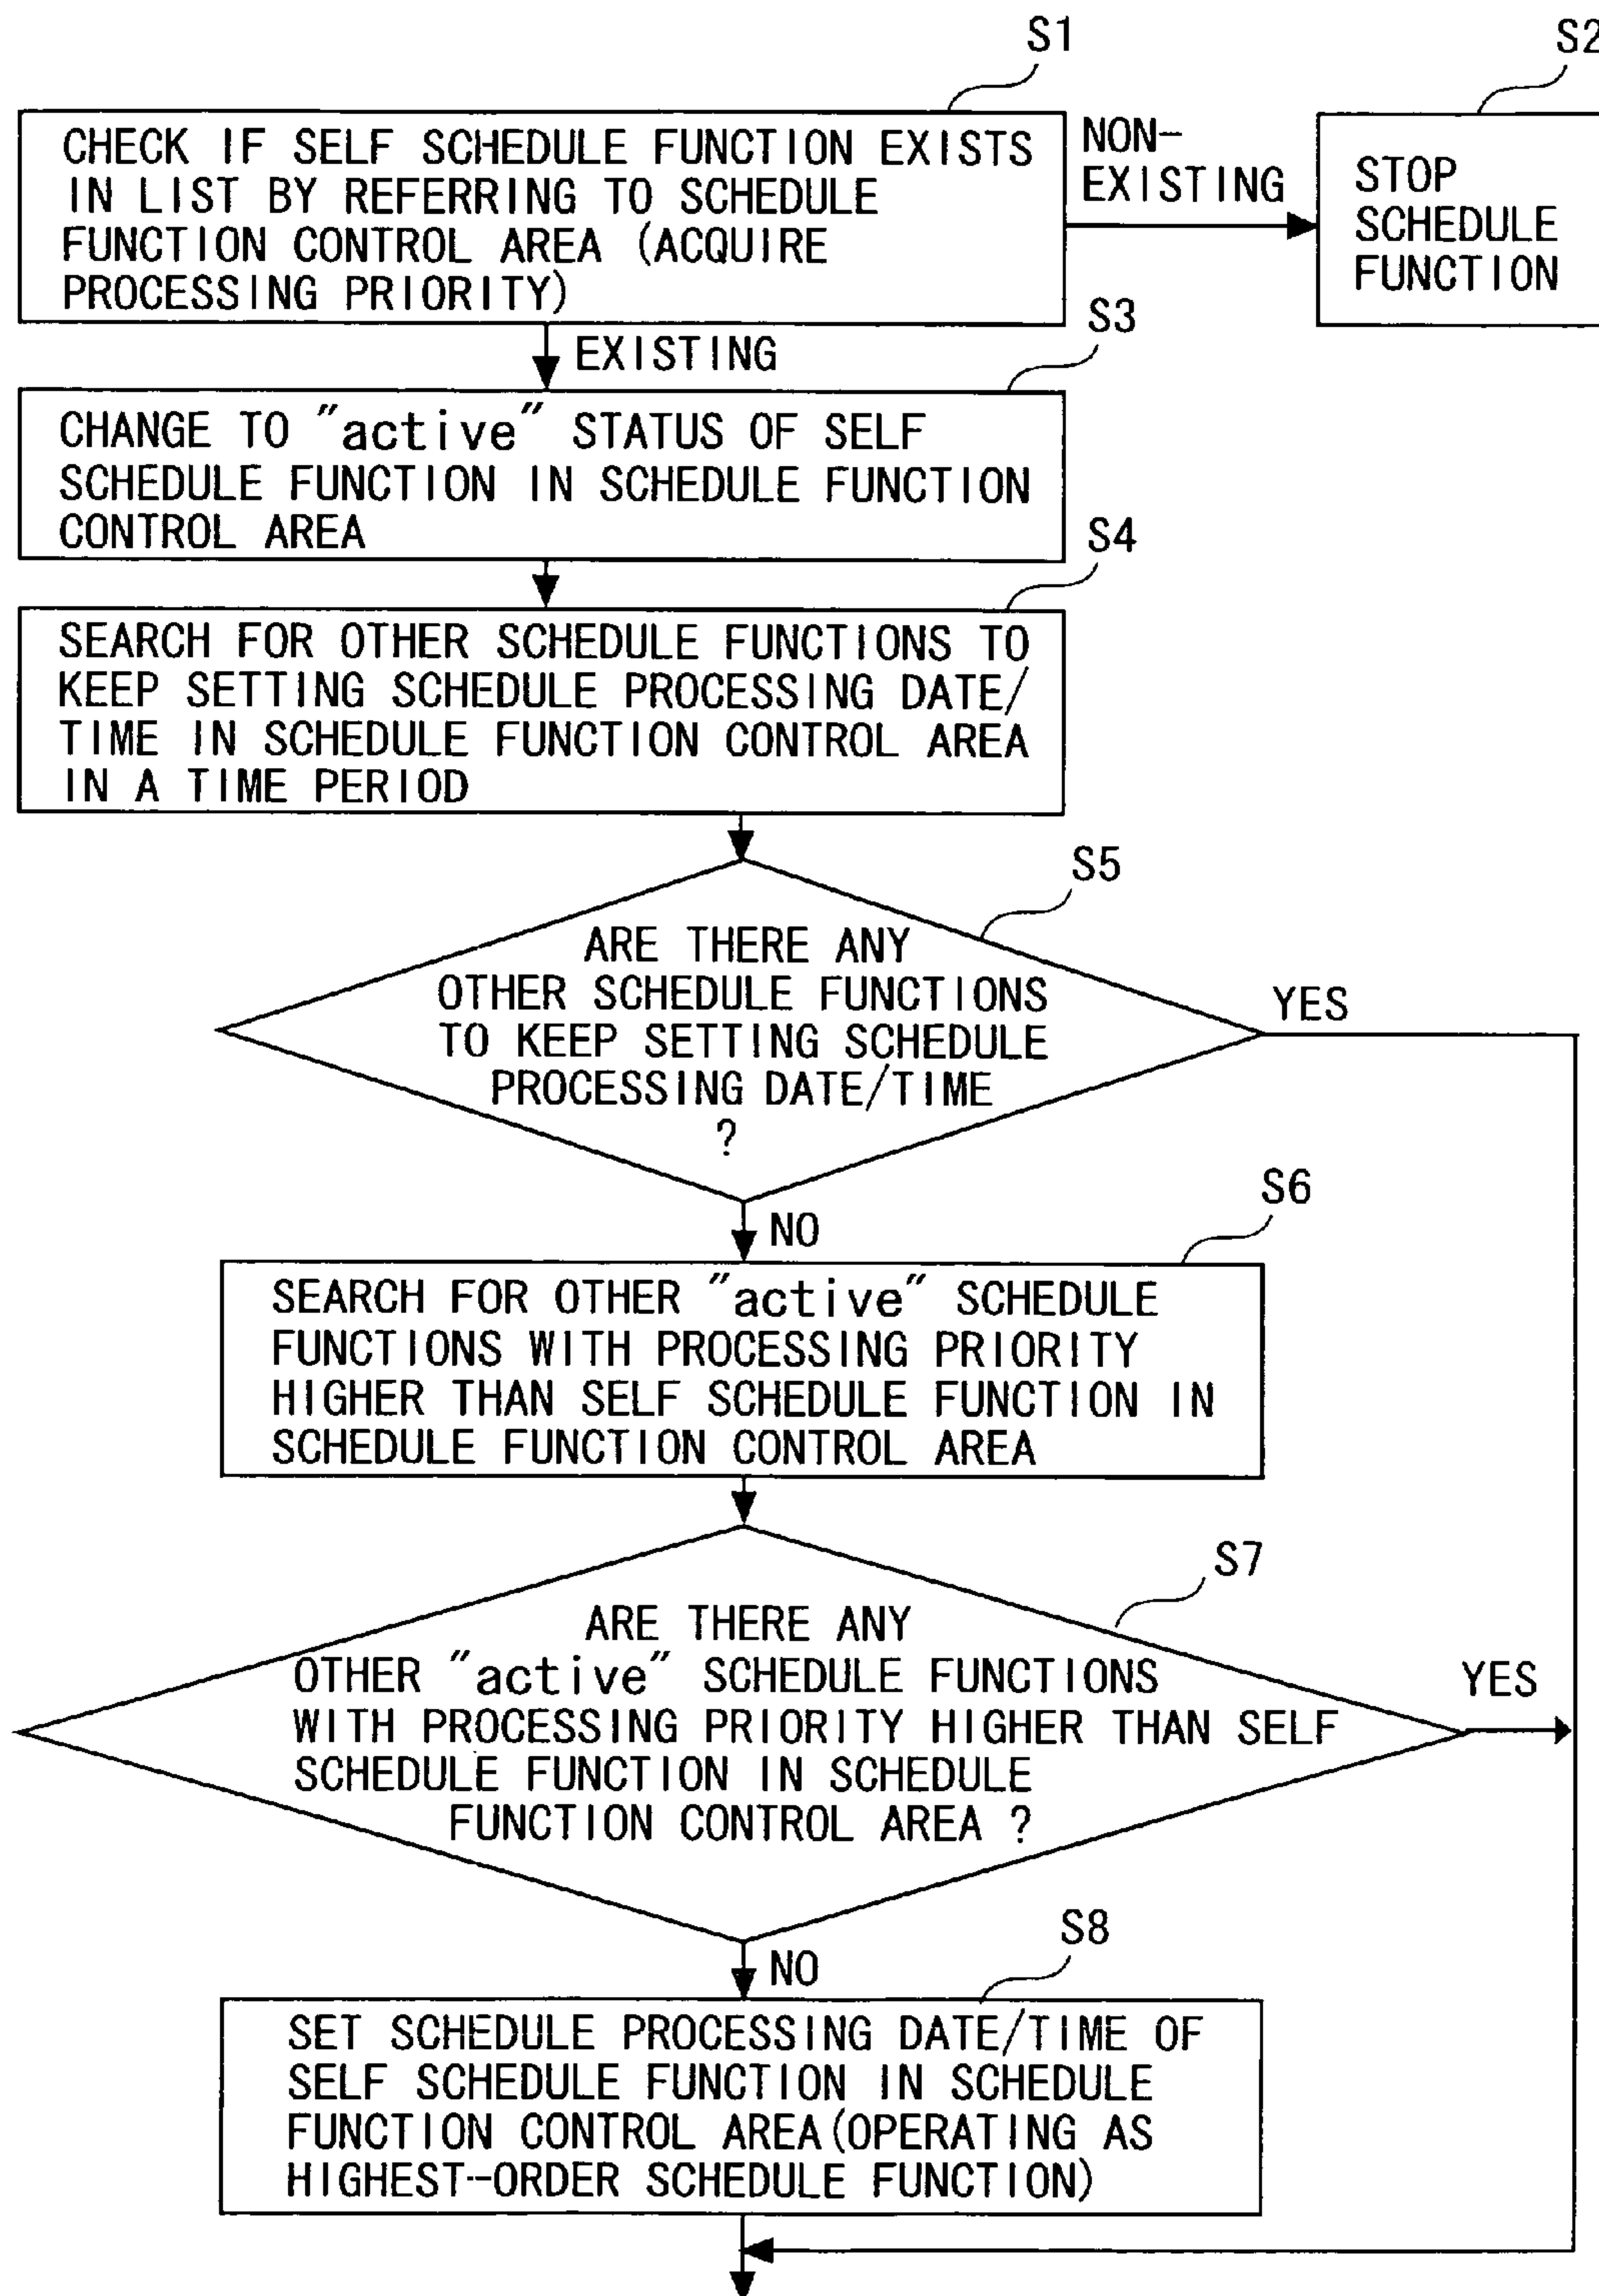 S1
S2
CHECK IF SELF SCHEDULE FUNCTION EXISTS
IN LIST BY REFERRING TO SCHEDULE
FUNCTION CONTROL AREA (ACQUIRE
PROCESSING PRIORITY)
NON-
EXISTING
STOP
SCHEDULE
FUNCTION
EXISTING
S3
CHANGE TO "active" STATUS OF SELF
SCHEDULE FUNCTION IN SCHEDULE FUNCTION
CONTROL AREA
S4
SEARCH FOR OTHER SCHEDULE FUNCTIONS TO
KEEP SETTING SCHEDULE PROCESSING DATE/
TIME IN SCHEDULE FUNCTION CONTROL AREA
IN A TIME PERIOD
S5
ARE THERE ANY
OTHER SCHEDULE FUNCTIONS
TO KEEP SETTING SCHEDULE
PROCESSING DATE/TIME
?
YES
NO
S6
SEARCH FOR OTHER "active" SCHEDULE
FUNCTIONS WITH PROCESSING PRIORITY
HIGHER THAN SELF SCHEDULE FUNCTION IN
SCHEDULE FUNCTION CONTROL AREA
S7
ARE THERE ANY
OTHER "active" SCHEDULE FUNCTIONS
WITH PROCESSING PRIORITY HIGHER THAN SELF
SCHEDULE FUNCTION IN SCHEDULE
FUNCTION CONTROL AREA ?
YES
NO
S8
SET SCHEDULE PROCESSING DATE/TIME OF
SELF SCHEDULE FUNCTION IN SCHEDULE
FUNCTION CONTROL AREA(OPERATING AS
HIGHEST-ORDER SCHEDULE FUNCTION)